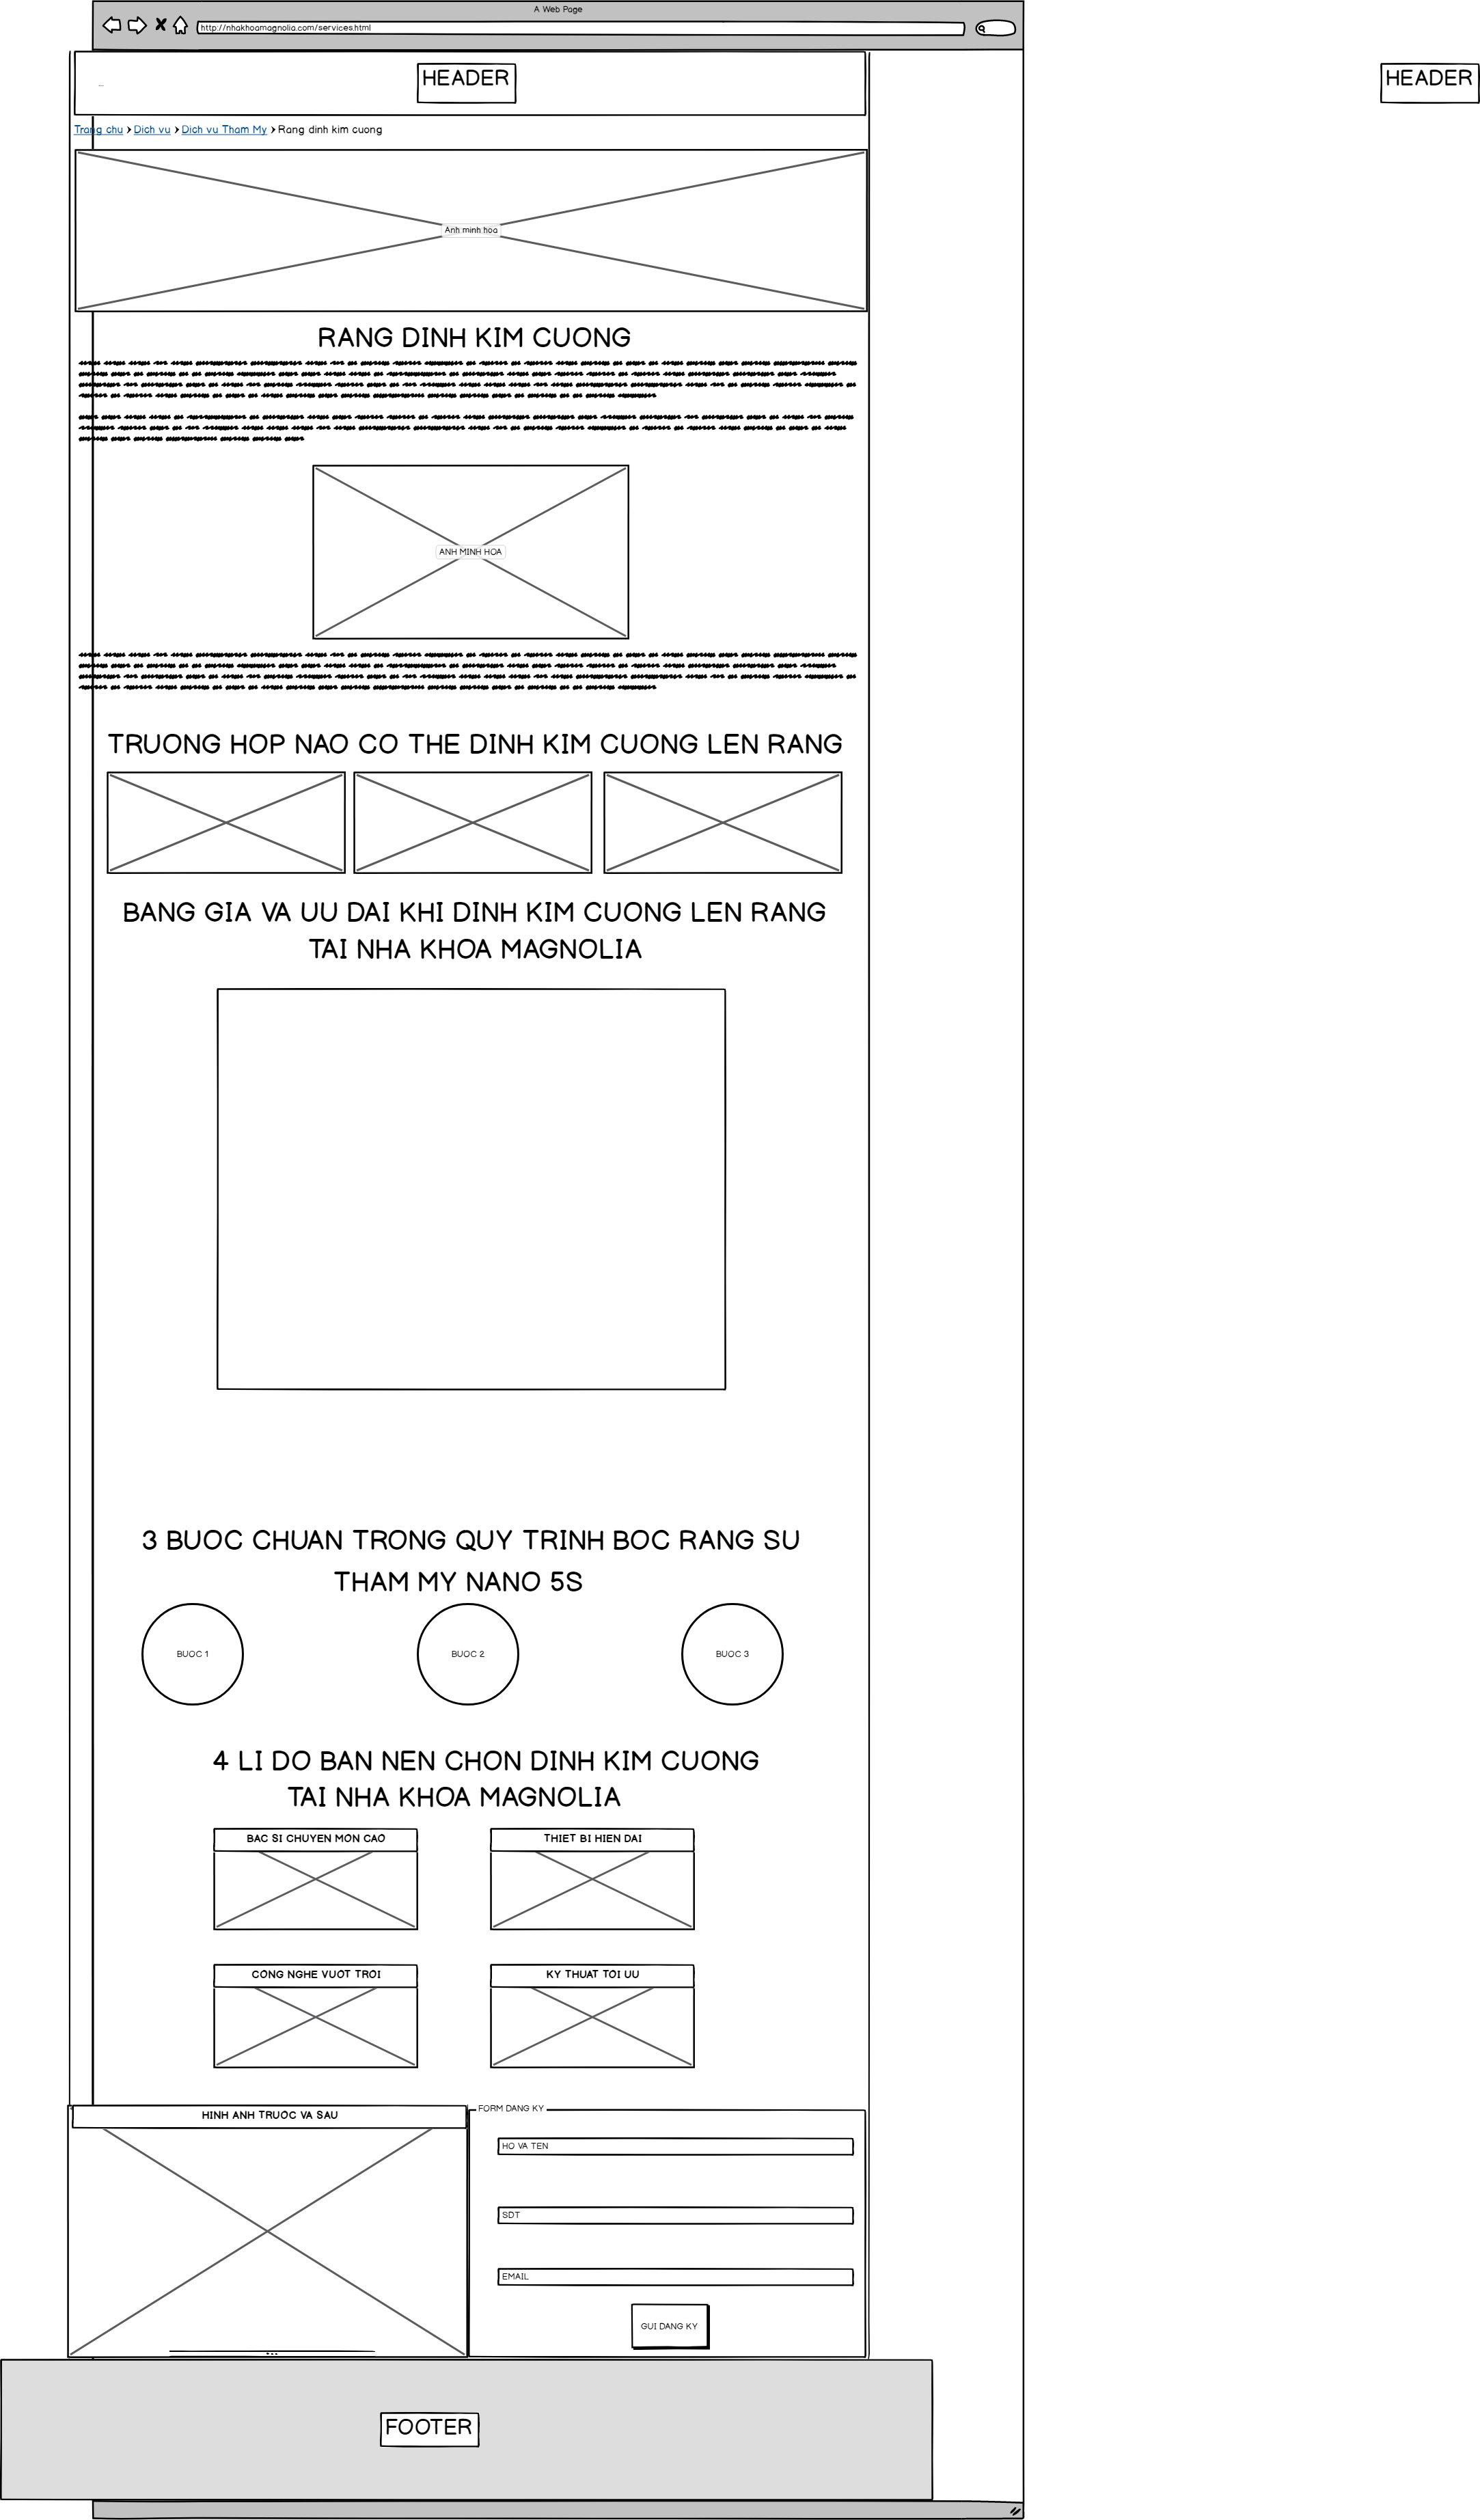 A Web Page
http://nhakhoamagnolia.com/services.html
HEADER
HEADER
Trang chu > Dich vu > Dich vu Tham My > Rang dinh kim cuong
Anh minh hoa
RANG DINH KIM CUONG
ANH MINH HOA
TRUONG HOP NAO CO THE DINH KIM CUONG LEN RANG
BANG GIA VA UU DAI KHI DINH KIM CUONG LEN RANG
TAI NHA KHOA MAGNOLIA
3 BUOC CHUAN TRONG QUY TRINH BOC RANG SU
THAM MY NANO 5S
BUOC 1
BUOC 2
BUOC 3
4 LI DO BAN NEN CHON DINH KIM CUONG
TAI NHA KHOA MAGNOLIA
BAC SI CHUYEN MON CAO
THIET BI HIEN DAI
CONG NGHE VUOT TROI
KY THUAT TOI UU
HINH ANH TRUOC VA SAU
FORM DANG KY
HO VA TEN
SDT
EMAIL
GUI DANG KY
FOOTER